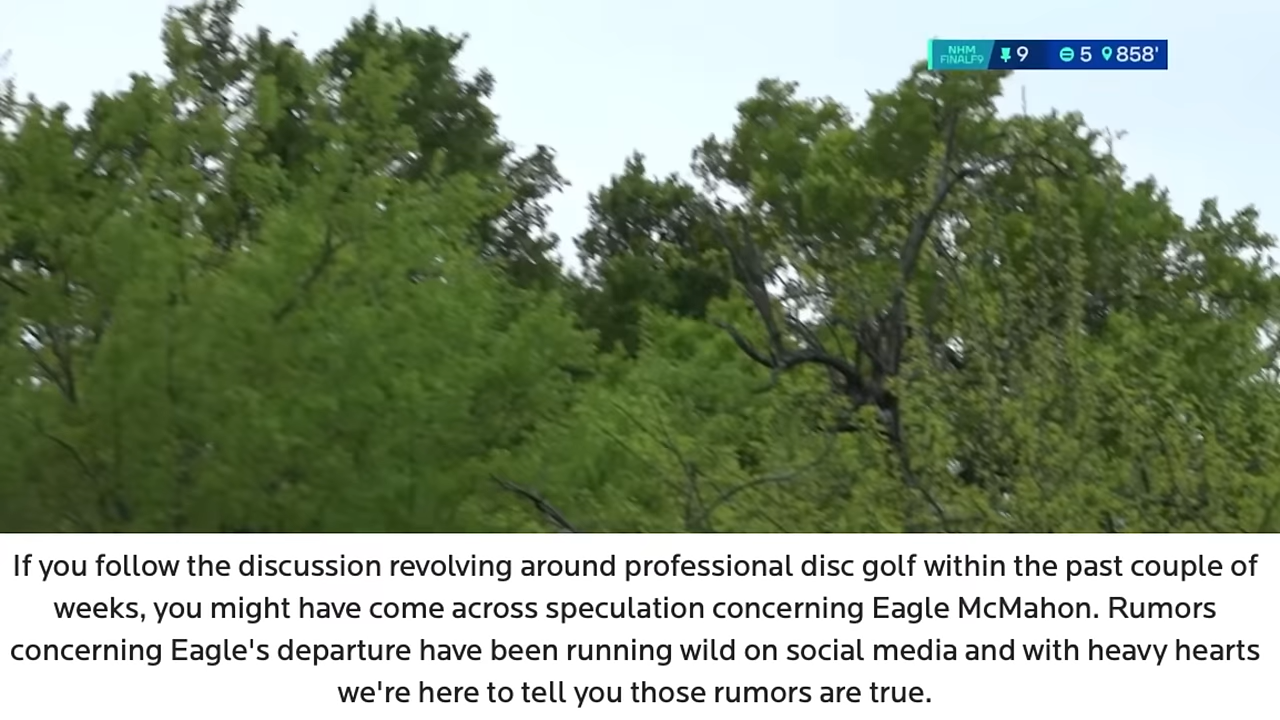 NHM
FINALF9
9
5
858'
If you follow the discussion revolving around professional disc golf within the past couple of
weeks, you might have come across speculation concerning Eagle McMahon. Rumors
concerning Eagle's departure have been running wild on social media and with heavy hearts
we're here to tell you those rumors are true.